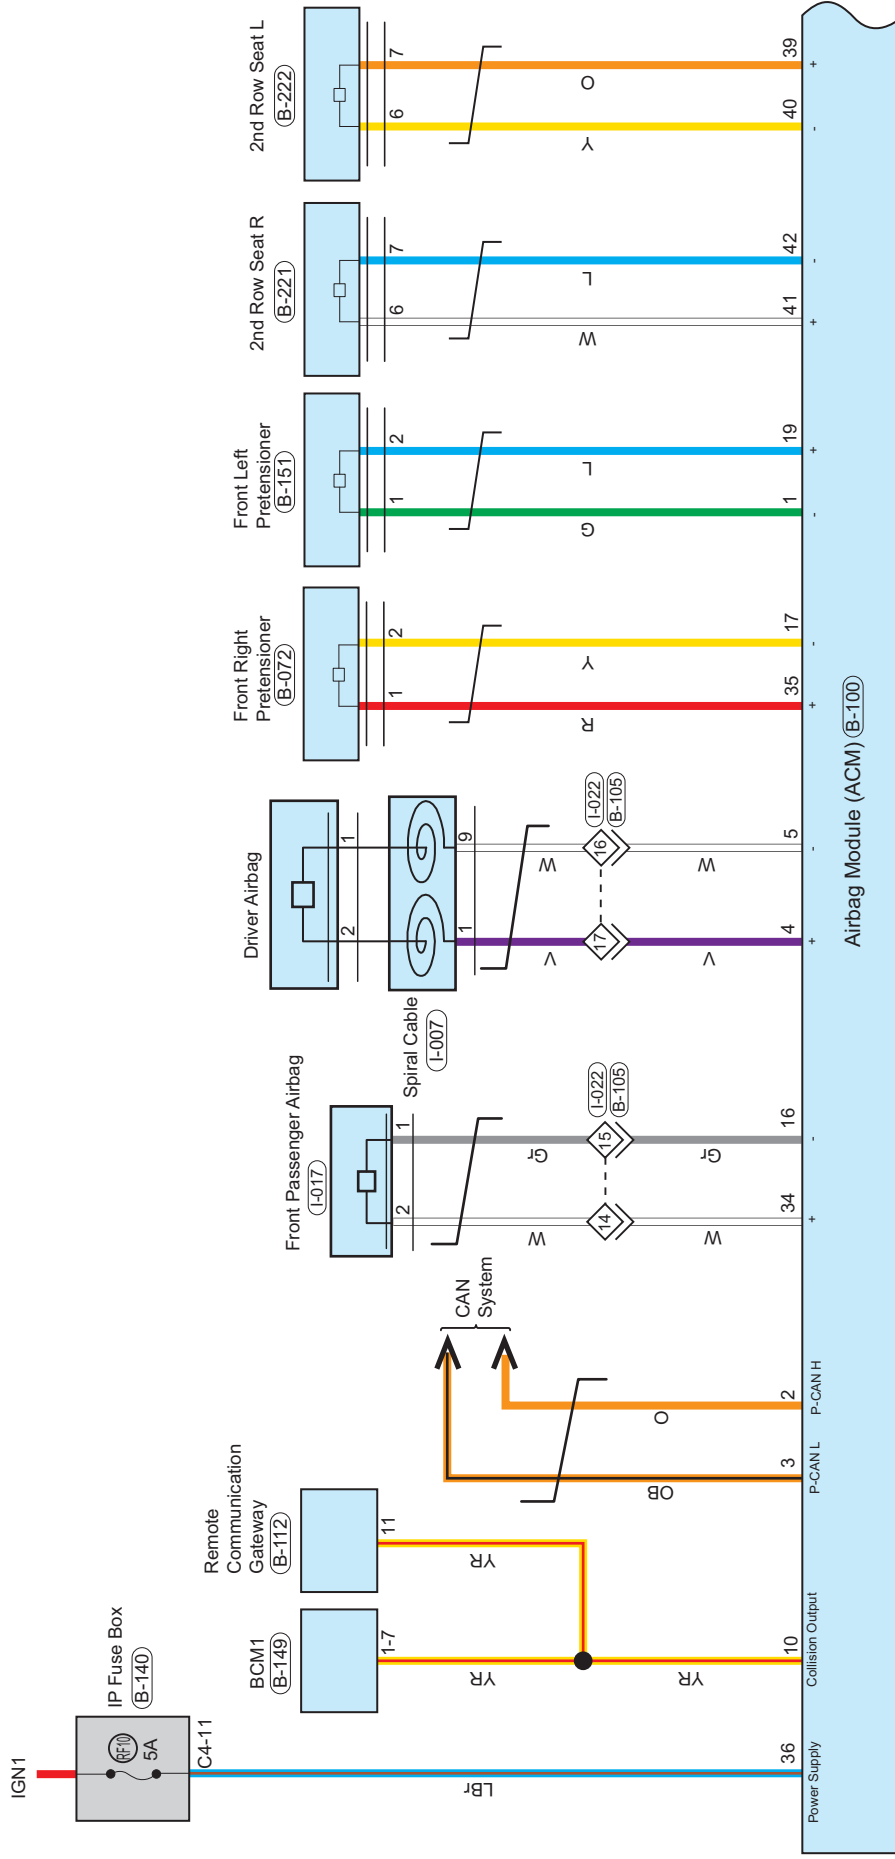 IGN1
IP Fuse Box
B-140
RF10
5A
C4-11
LBr
36
Power Supply
BCM1
B-149
1-7
YR
YR
10
Collision Output
Remote
Communication
Gateway
B-112
11
YR
CAN
System
OB
3
P-CAN L
O
2
P-CAN H
Front Passenger Airbag
I-017
2
1
W
Gr
14
15
I-022
B-105
W
Gr
34
16
+
-
Driver Airbag
2
1
Spiral Cable
I-007
1
9
V
W
17
16
I-022
B-105
V
W
4
5
+
-
Front Right
Pretensioner
B-072
1
2
R
Y
35
17
+
-
Front Left
Pretensioner
B-151
1
2
G
L
1
19
-
+
2nd Row Seat R
B-221
6
7
W
L
41
42
+
-
2nd Row Seat L
B-222
6
7
Y
O
40
39
-
+
Airbag Module (ACM) B-100